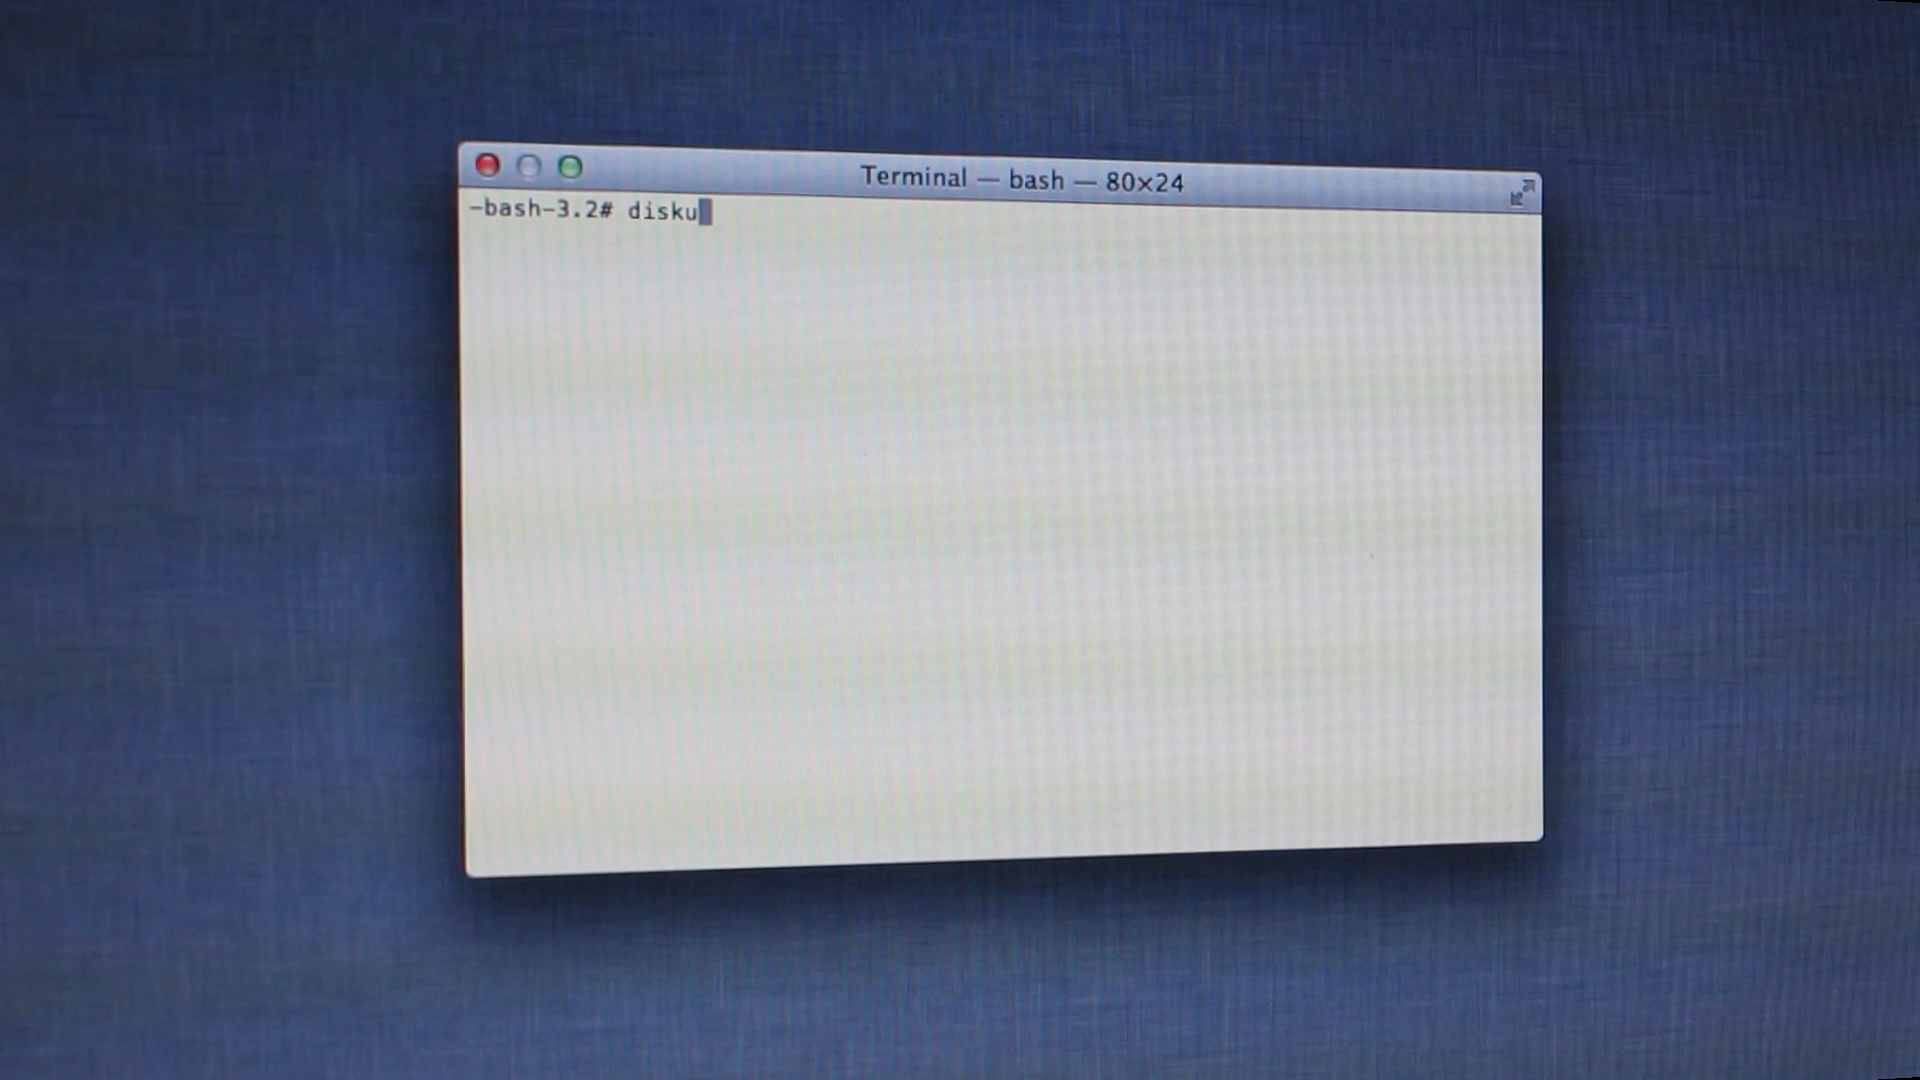 Terminal — bash — 80×24
-bash-3.2# disku